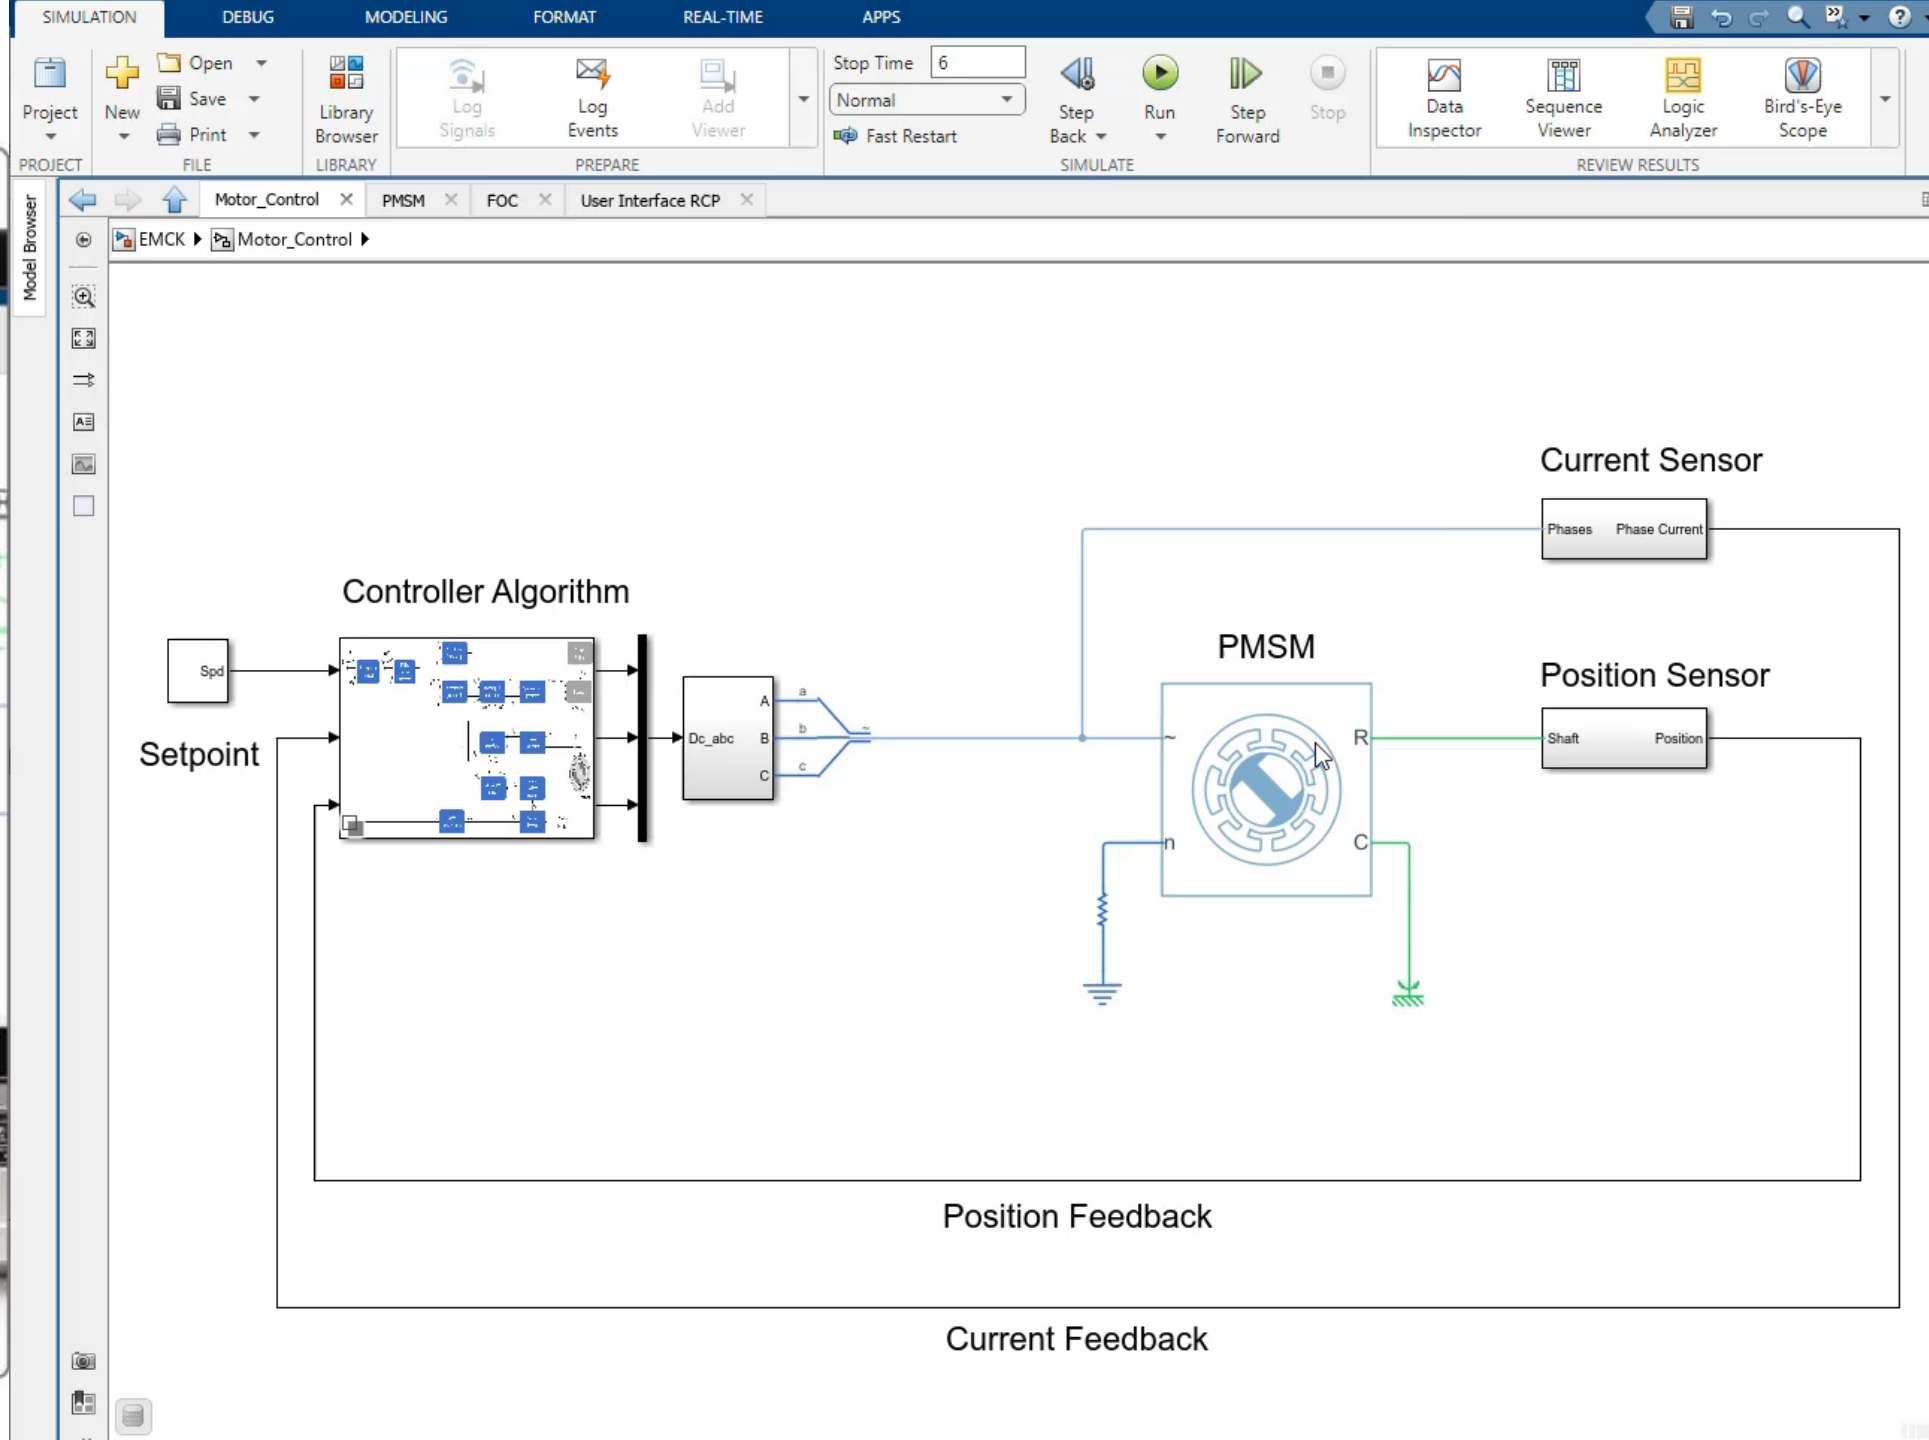 SIMULATION DEBUG MODELING FORMAT REAL-TIME APPS
Project
PROJECT
New
Open
Save
Print
FILE
Library
Browser
LIBRARY
Log
Signals
Log
Events
Add
Viewer
PREPARE
Stop Time 6
Normal
Fast Restart
Step
Back
Run
Step
Forward
Stop
SIMULATE
Data
Inspector
Sequence
Viewer
Logic
Analyzer
Bird's-Eye
Scope
REVIEW RESULTS
Model Browser
Motor_Control PMSM FOC User Interface RCP
EMCK Motor_Control
Current Sensor
Phases Phase Current
Controller Algorithm
Spd
Setpoint
Dc_abc
A
B
C
a
b
c
PMSM
~
n
R
C
Position Sensor
Shaft Position
Position Feedback
Current Feedback